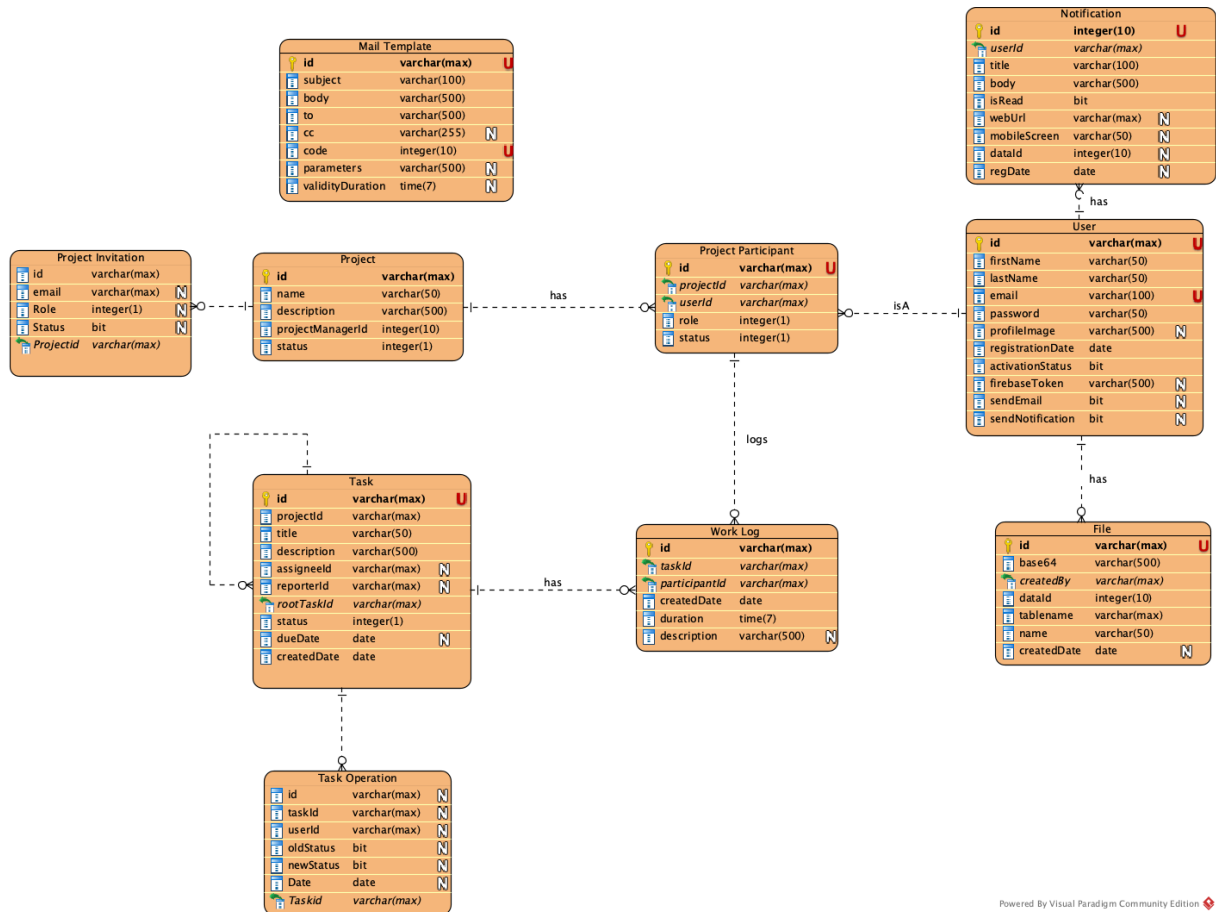 Notification
id integer(10) U
userId varchar(max)
title varchar(100)
body varchar(500)
isRead bit
webUrl varchar(max) N
mobileScreen varchar(50) N
dataId integer(10) N
regDate date N
Mail Template
id varchar(max) U
subject varchar(100)
body varchar(500)
to varchar(500)
cc varchar(255) N
code integer(10) U
parameters varchar(500) N
validityDuration time(7) N
has
Project Invitation
id varchar(max)
email varchar(max) N
Role integer(1) N
Status bit N
Projectid varchar(max)
Project
id varchar(max)
name varchar(50)
description varchar(500)
projectManagerId integer(10)
status integer(1)
has
Project Participant
id varchar(max) U
projectId varchar(max)
userId varchar(max)
role integer(1)
status integer(1)
isA
User
id varchar(max) U
firstName varchar(50)
lastName varchar(50)
email varchar(100) U
password varchar(50)
profileImage varchar(500) N
registrationDate date
activationStatus bit
firebaseToken varchar(500) N
sendEmail bit N
sendNotification bit N
logs
has
Task
id varchar(max) U
projectId varchar(max)
title varchar(50)
description varchar(500)
assigneeId varchar(max) N
reporterId varchar(max) N
rootTaskId varchar(max)
status integer(1)
dueDate date N
createdDate date
has
Work Log
id varchar(max)
taskId varchar(max)
participantId varchar(max)
createdDate date
duration time(7)
description varchar(500) N
File
id varchar(max) U
base64 varchar(500)
createdBy varchar(max)
dataId integer(10)
tablename varchar(max)
name varchar(50)
createdDate date N
Task Operation
id varchar(max) N
taskId varchar(max) N
userId varchar(max) N
oldStatus bit N
newStatus bit N
Date date N
Taskid varchar(max)
Powered By Visual Paradigm Community Edition